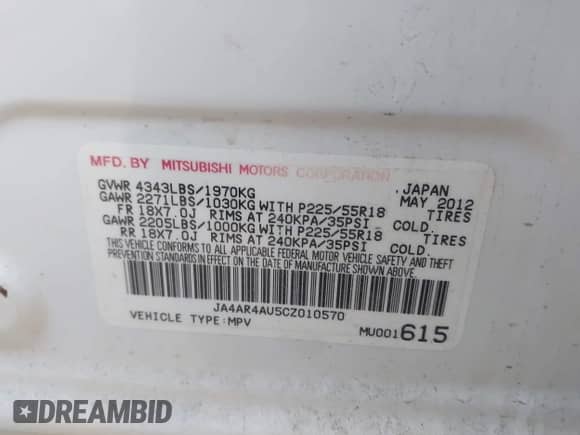 MFD. BY MITSUBISHI MOTORS CORPORATION
GVWR 4343LBS/1970KG JAPAN MAY 2012
GAWR 2271LBS/1030KG WITH P225/55R18 TIRES
FR 18X7.0J RIMS AT 240KPA/35PSI COLD.
GAWR 2205LBS/1000KG WITH P225/55R18 TIRES
RR 18X7.0J RIMS AT 240KPA/35PSI COLD.
THIS VEHICLE CONFORMS TO ALL APPLICABLE FEDERAL MOTOR VEHICLE SAFETY AND THEFT
PREVENTION STANDARDS IN EFFECT ON THE DATE OF MANUFACTURE SHOWN ABOVE.
JA4AR4AU5CZ010570
VEHICLE TYPE:MPV MU001615
DREAMBID